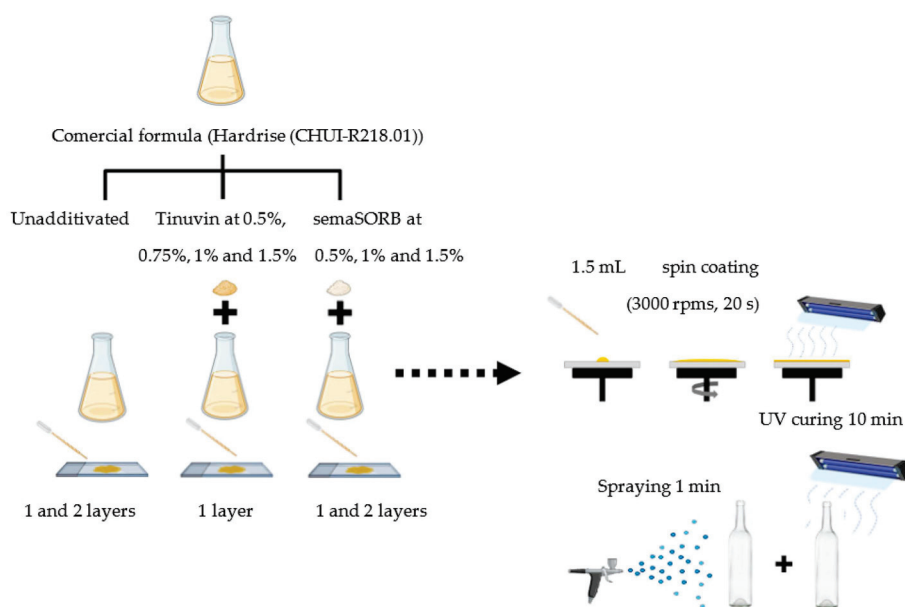 Comercial formula (Hardrise (CHUI-R218.01))
Unadditivated
Tinuvin at 0.5%,
0.75%, 1% and 1.5%
semaSORB at
0.5%, 1% and 1.5%
1 and 2 layers
1 layer
1 and 2 layers
1.5 mL
spin coating
(3000 rpms, 20 s)
UV curing 10 min
Spraying 1 min